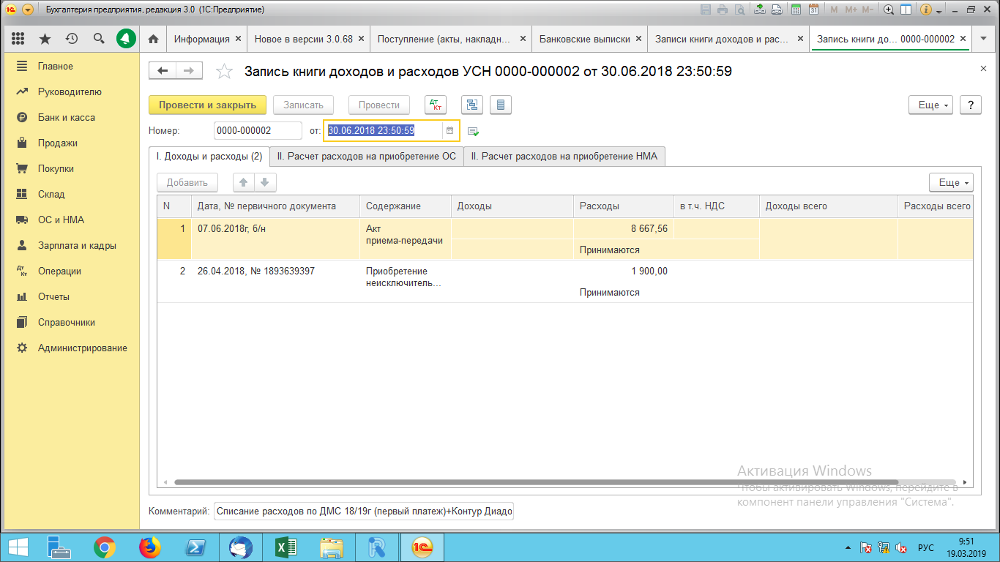 Бухгалтерия предприятия, редакция 3.0 (1С:Предприятие)
M M+ M-
Информация
Новое в версии 3.0.68
Поступление (акты, накладн...
Банковские выписки
Записи книги доходов и рас...
Запись книги до... 0000-000002
Главное
Руководителю
Банк и касса
Продажи
Покупки
Склад
ОС и НМА
Зарплата и кадры
Операции
Отчеты
Справочники
Администрирование
Запись книги доходов и расходов УСН 0000-000002 от 30.06.2018 23:50:59
Провести и закрыть
Записать
Провести
Дт
Кт
Еще
?
Номер: 0000-000002 от: 30.06.2018 23:50:59
I. Доходы и расходы (2)
II. Расчет расходов на приобретение ОС
II. Расчет расходов на приобретение НМА
Добавить
Еще
N Дата, № первичного документа Содержание Доходы Расходы в т.ч. НДС Доходы всего Расходы всего
1 07.06.2018г, б/н Акт 8 667,56
приема-передачи
Принимаются
2 26.04.2018, № 1893639397 Приобретение 1 900,00
неисключитель...
Принимаются
Активация Windows
Чтобы активировать Windows, перейдите в
компонент панели управления "Система".
Комментарий: Списание расходов по ДМС 18/19г (первый платеж)+Контур Диадо
РУС
9:51
19.03.2019